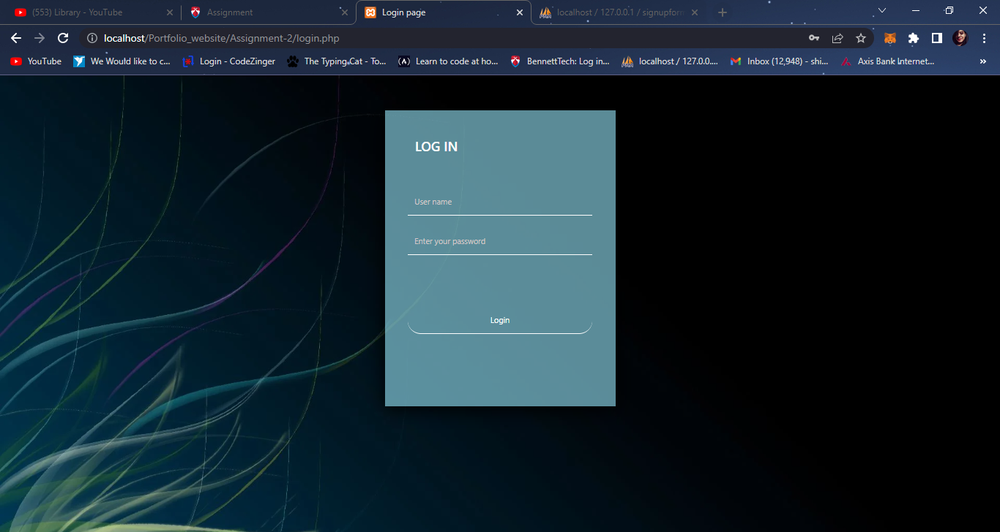 (553) Library - YouTube
Assignment
Login page
localhost / 127.0.0.1 / signupform
localhost/Portfolio_website/Assignment-2/login.php
YouTube
We Would like to c...
Login - CodeZinger
The Typing Cat - To...
Learn to code at ho...
BennettTech: Log in...
localhost / 127.0.0....
Inbox (12,948) - shi...
Axis Bank Internet...
LOG IN
User name
Enter your password
Login